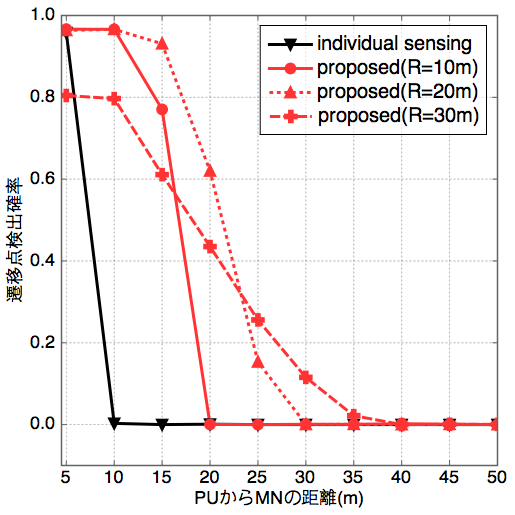 1.0
0.8
0.6
0.4
0.2
0.0
遷移点検出確率
individual sensing
proposed(R=10m)
proposed(R=20m)
proposed(R=30m)
5 10 15 20 25 30 35 40 45 50
PUからMNの距離(m)